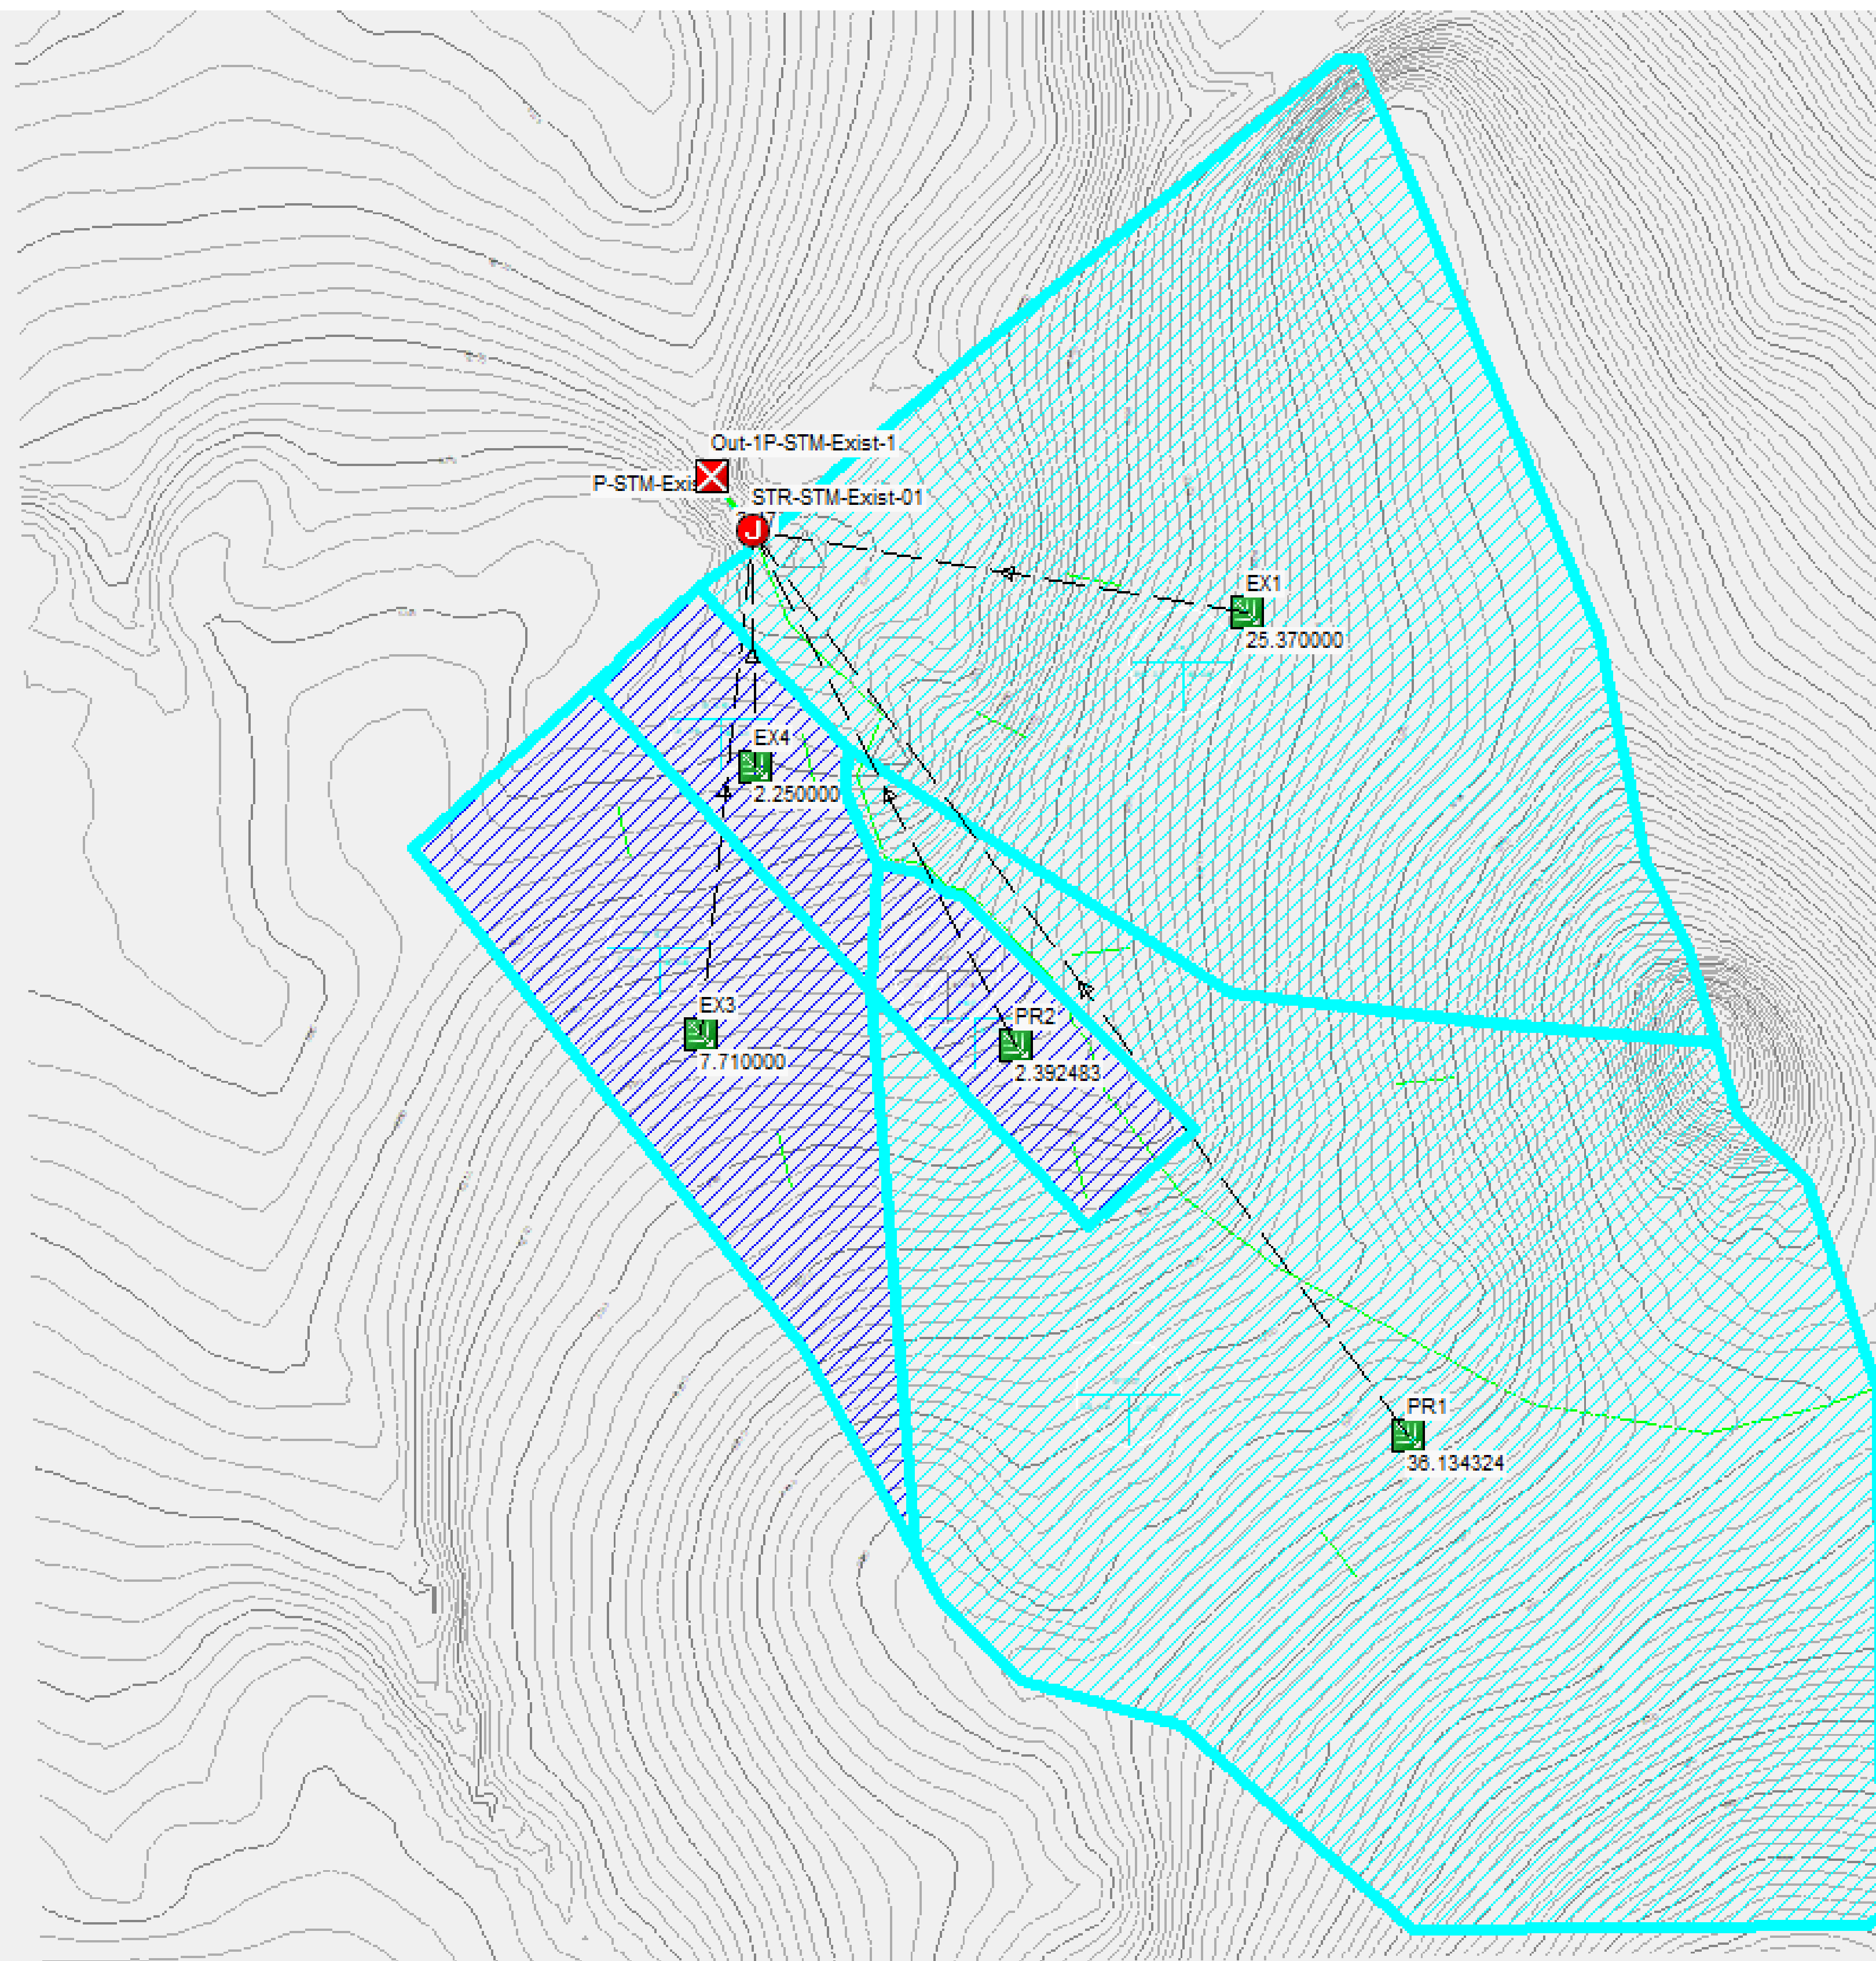 Out-1P-STM-Exist-1
P-STM-Exis
STR-STM-Exist-01
J
EX1
25.370000
EX4
2.250000
EX3
7.710000
PR2
2.392483
PR1
36.134324